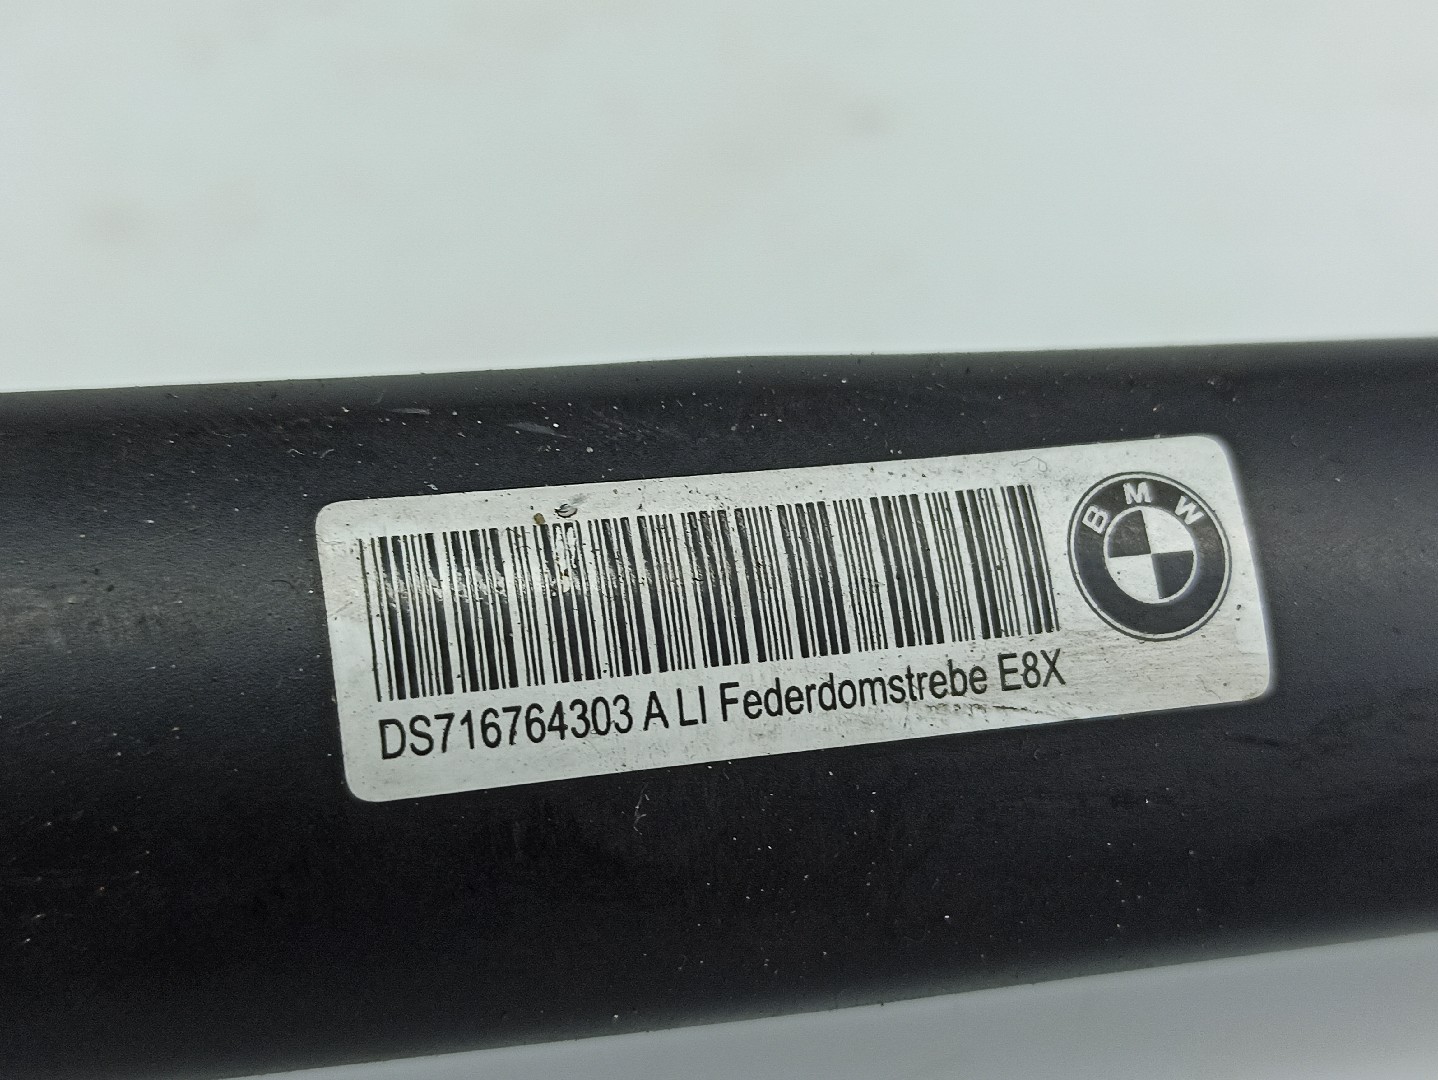 BMW
DS716764303 A LI Federdomstrebe E8X